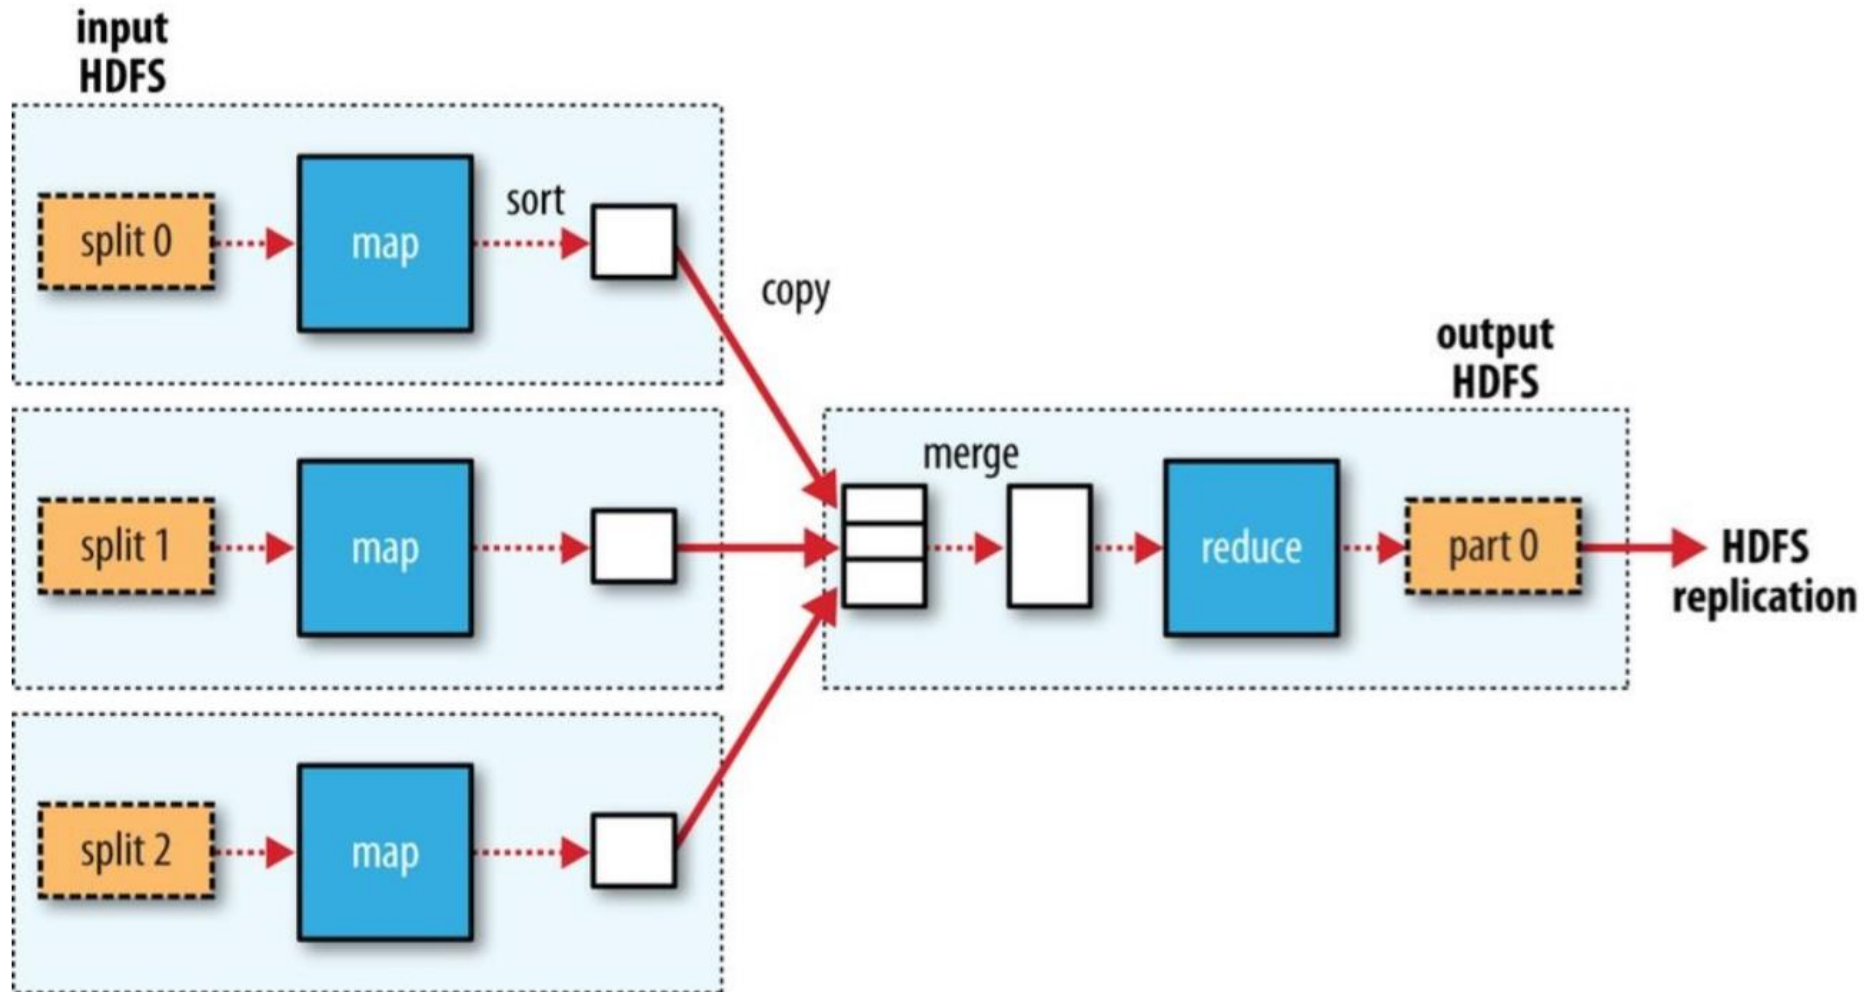 input
HDFS
split 0
map
sort
copy
split 1
map
merge
reduce
output
HDFS
part 0
HDFS
replication
split 2
map